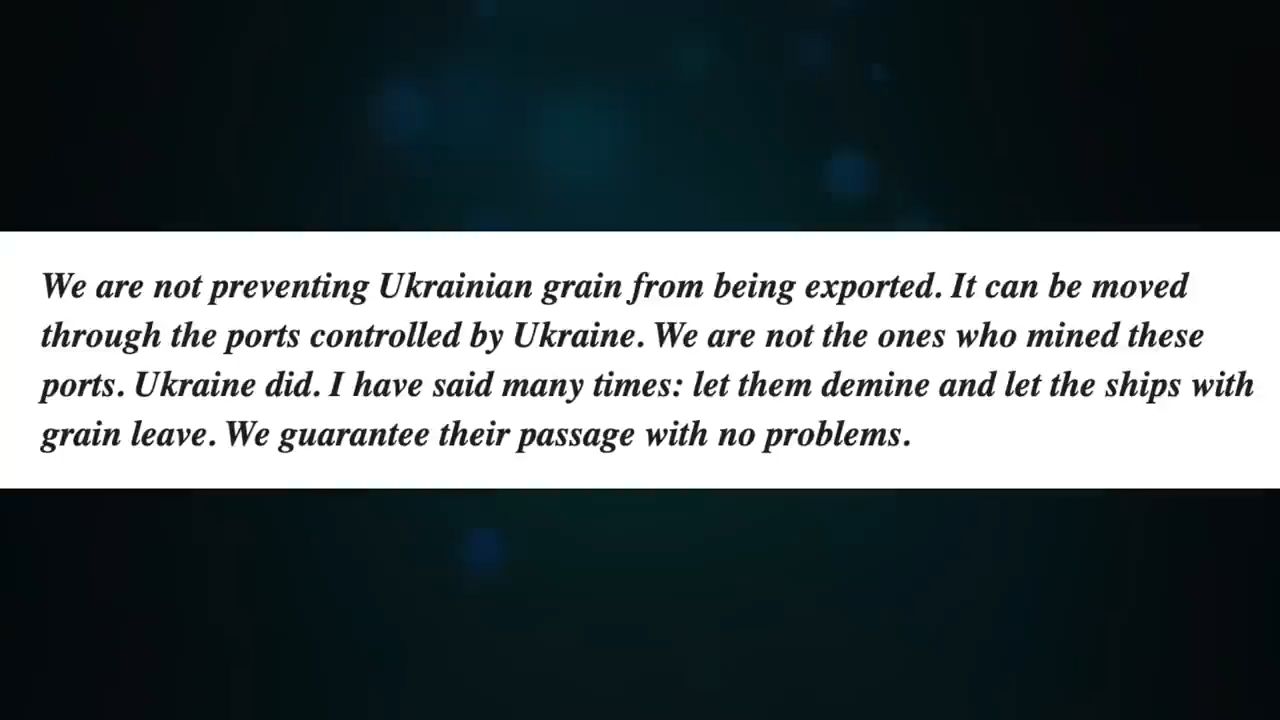 We are not preventing Ukrainian grain from being exported. It can be moved
through the ports controlled by Ukraine. We are not the ones who mined these
ports. Ukraine did. I have said many times: let them demine and let the ships with
grain leave. We guarantee their passage with no problems.